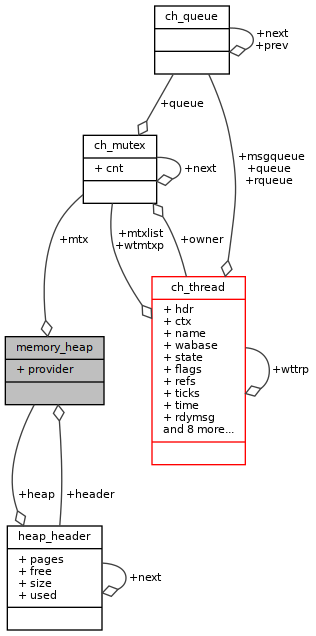 ch_queue
+next
+prev
+queue
ch_mutex
+ cnt
+next
+msgqueue
+queue
+rqueue
+mtx
+mtxlist
+wtmtxp
+owner
ch_thread
+ hdr
+ ctx
+ name
+ wabase
+ state
+ flags
+ refs
+ ticks
+ time
+ rdymsg
and 8 more...
+wttrp
memory_heap
+ provider
+heap
+header
heap_header
+ pages
+ free
+ size
+ used
+next